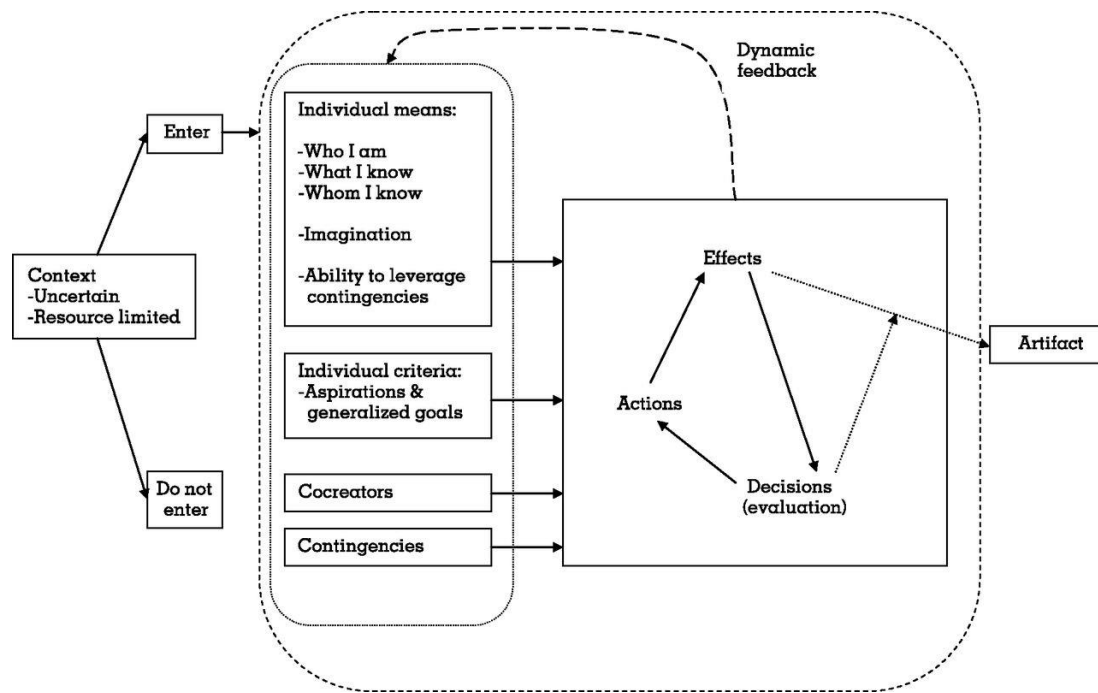 Dynamic
feedback
Individual means:
-Who I am
-What I know
-Whom I know
-Imagination
-Ability to leverage
contingencies
Enter
Context
-Uncertain
-Resource limited
Do not
enter
Individual criteria:
-Aspirations &
generalized goals
Cocreators
Contingencies
Effects
Actions
Decisions
(evaluation)
Artifact